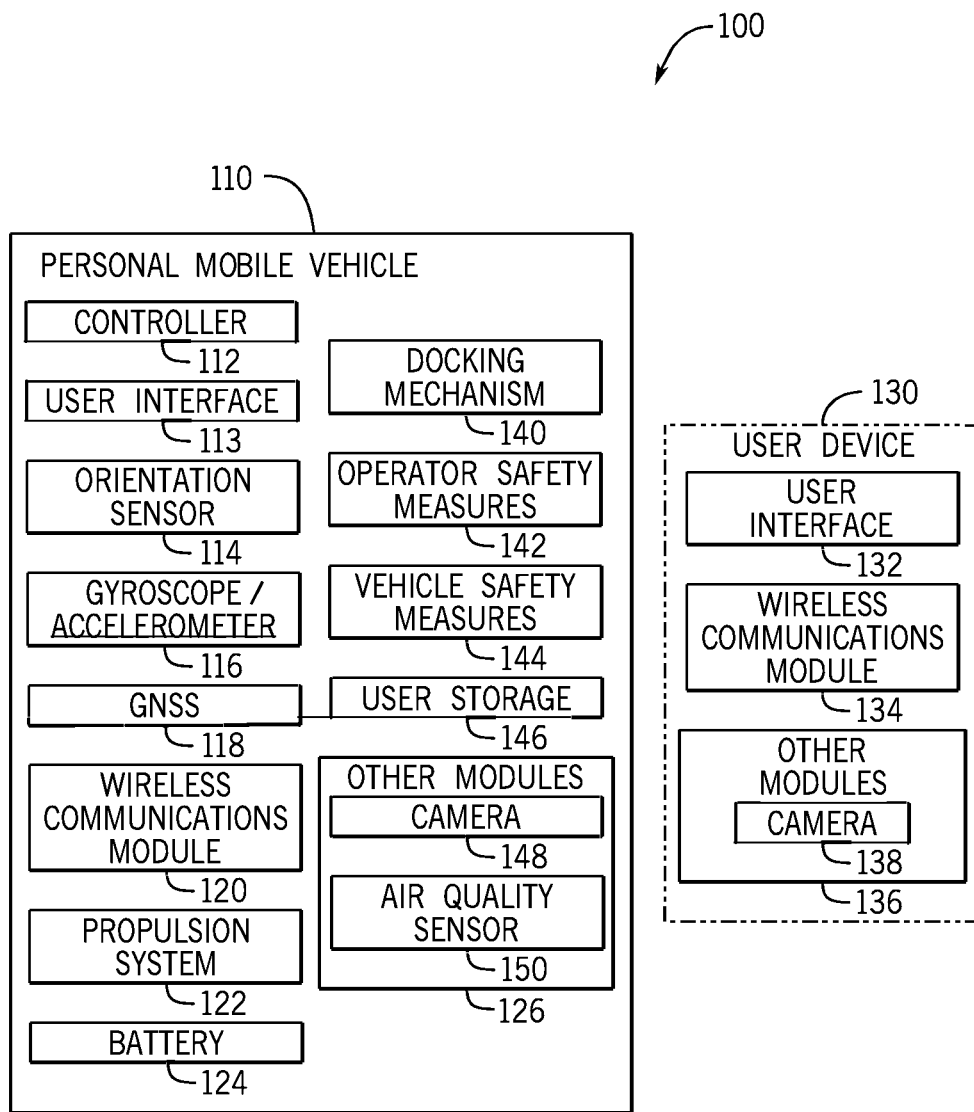 100
110
PERSONAL MOBILE VEHICLE
CONTROLLER
112
USER INTERFACE
113
ORIENTATION
SENSOR
114
GYROSCOPE /
ACCELEROMETER
116
GNSS
118
WIRELESS
COMMUNICATIONS
MODULE
120
PROPULSION
SYSTEM
122
BATTERY
124
DOCKING
MECHANISM
140
OPERATOR SAFETY
MEASURES
142
VEHICLE SAFETY
MEASURES
144
USER STORAGE
146
OTHER MODULES
CAMERA
148
AIR QUALITY
SENSOR
150
126
130
USER DEVICE
USER
INTERFACE
132
WIRELESS
COMMUNICATIONS
MODULE
134
OTHER
MODULES
CAMERA
138
136